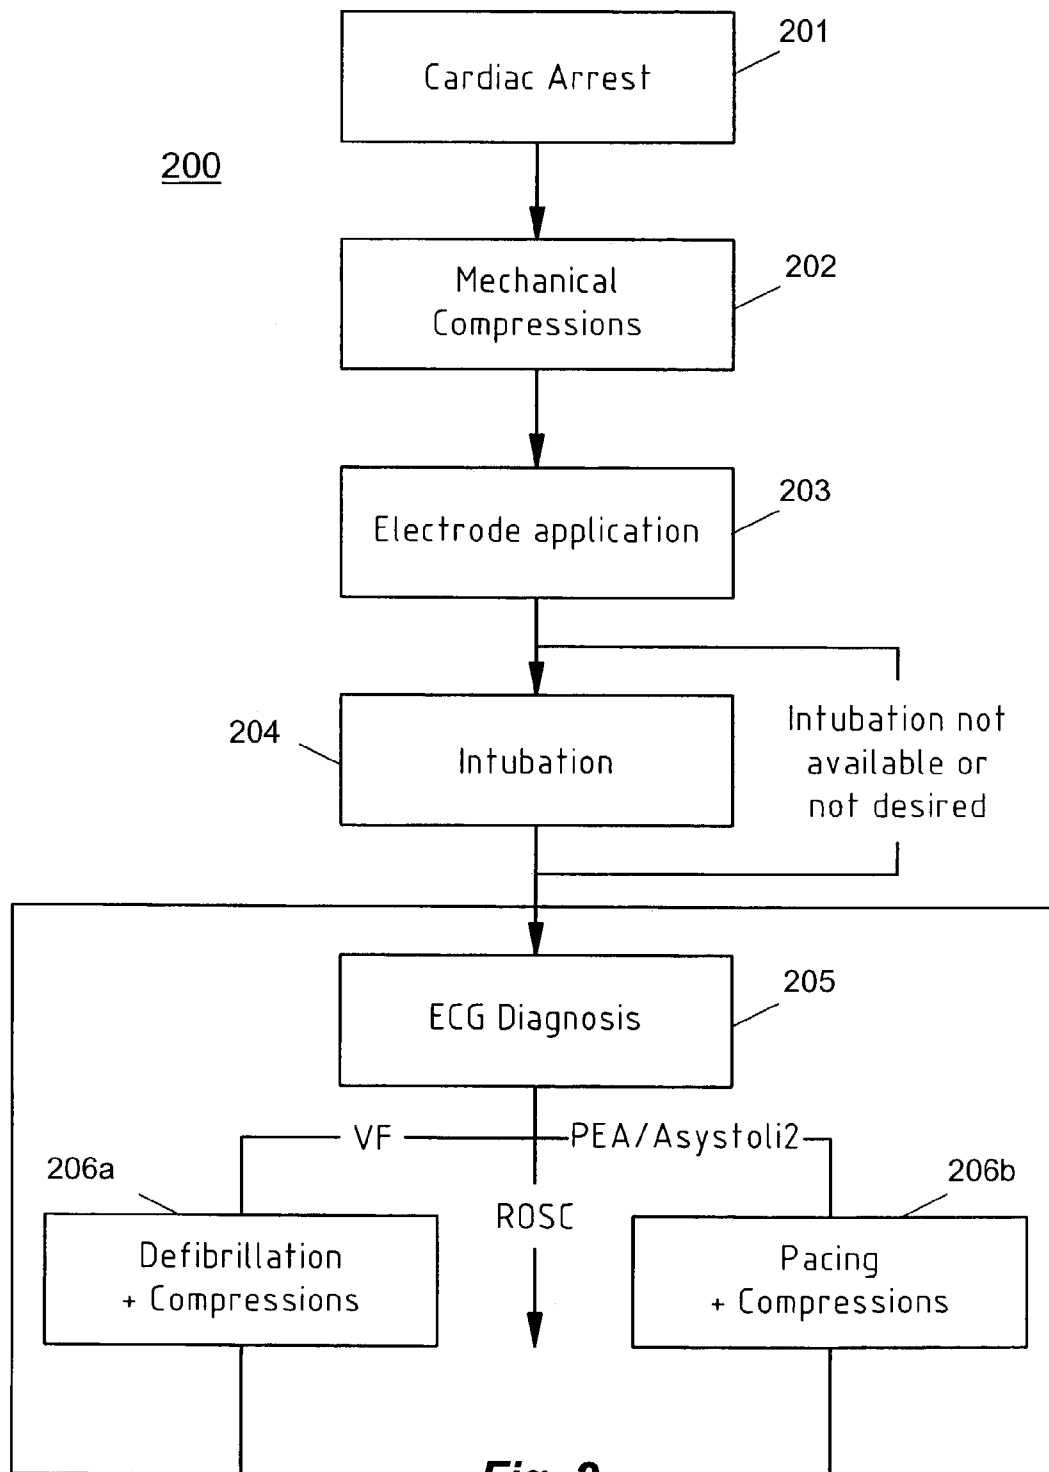 201
Cardiac Arrest
200
Mechanical
Compressions
202
Electrode application
203
204
Intubation
Intubation not
available or
not desired
ECG Diagnosis
205
VF
PEA/Asystoli2
206a
206b
ROSC
Defibrillation
+ Compressions
Pacing
+ Compressions